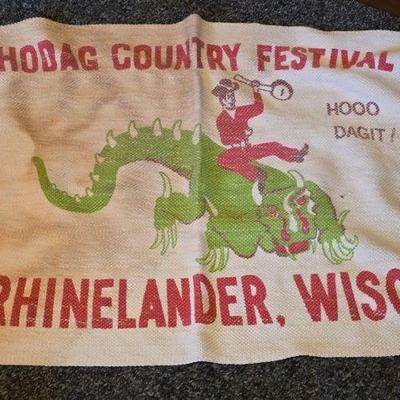 HODAG COUNTRY FESTIVAL
HOOO
DAGIT!
RHINELANDER, WISC